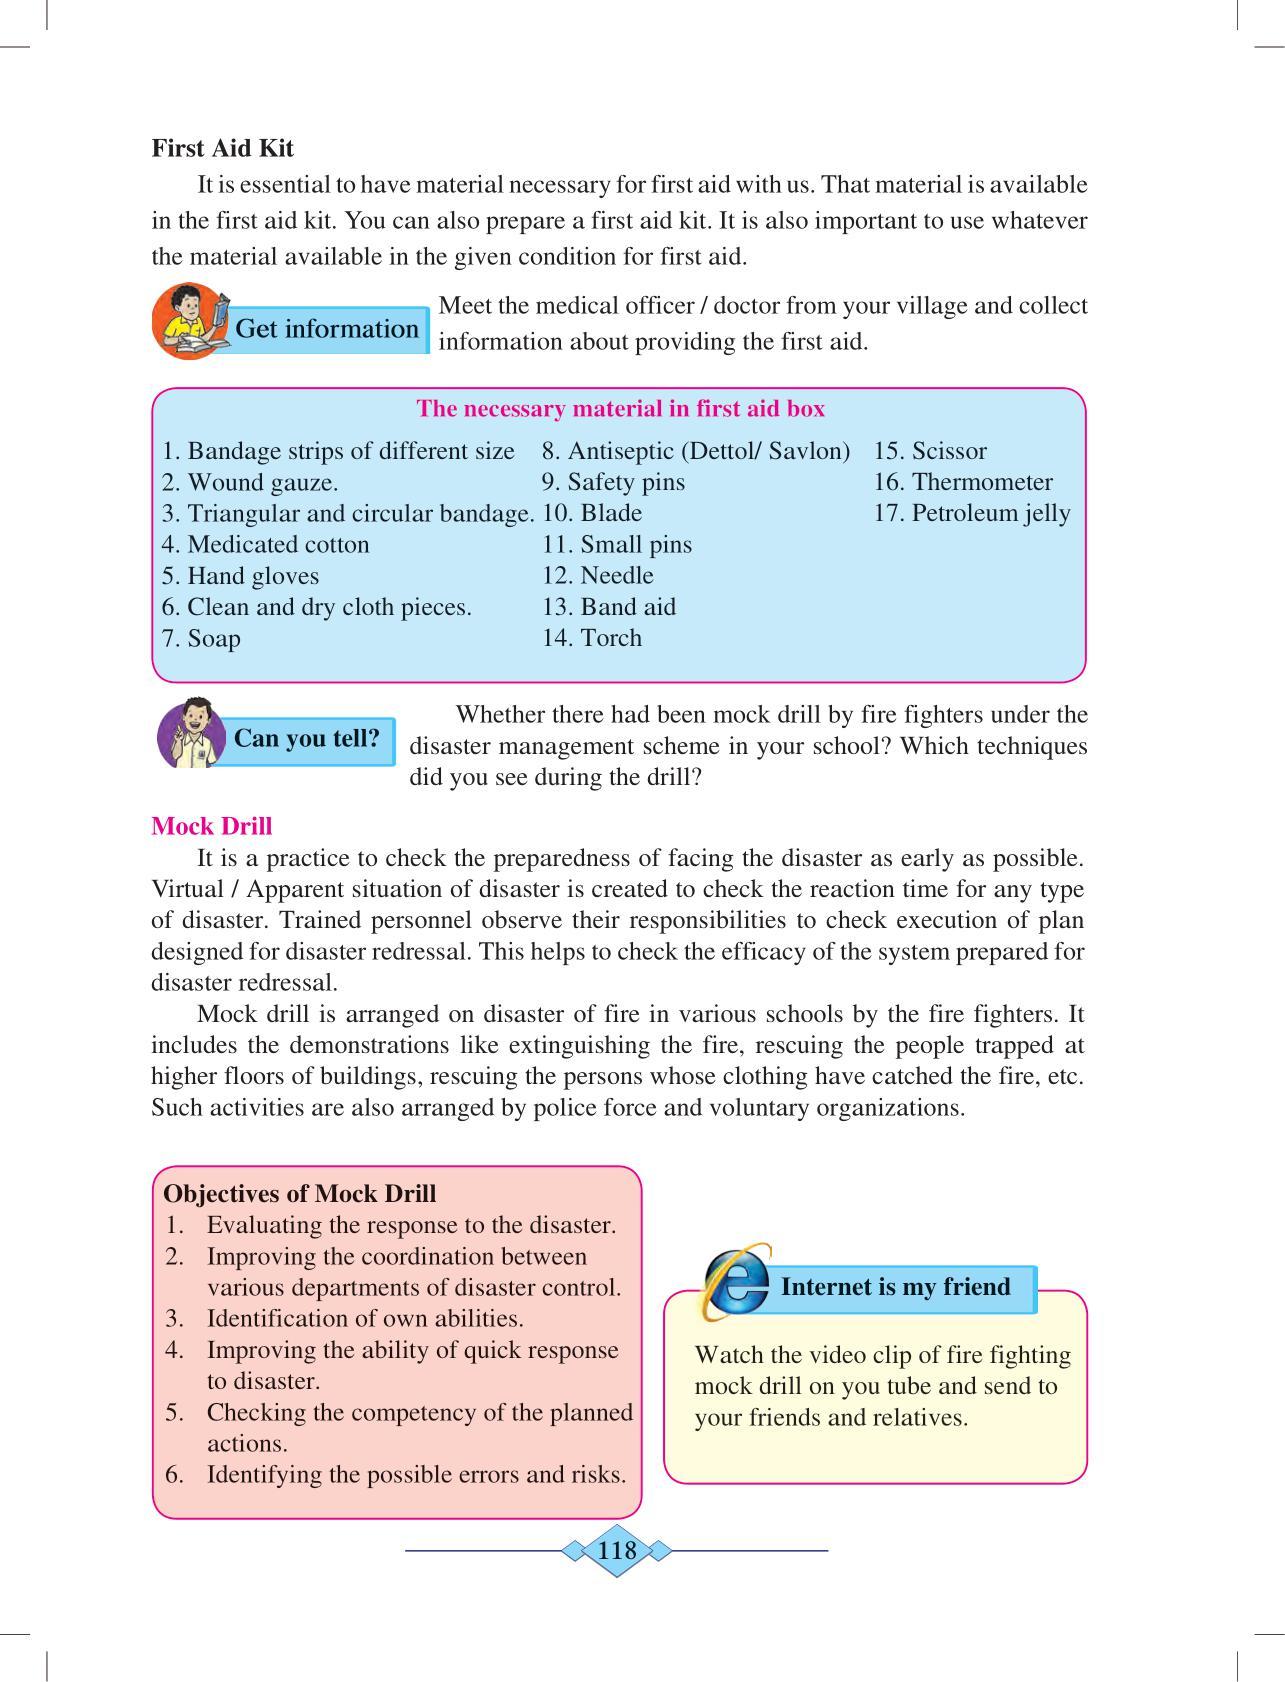 First Aid Kit
It is essential to have material necessary for first aid with us. That material is available
in the first aid kit. You can also prepare a first aid kit. It is also important to use whatever
the material available in the given condition for first aid.
Get information
Meet the medical officer / doctor from your village and collect
information about providing the first aid.
The necessary material in first aid box
1. Bandage strips of different size
2. Wound gauze.
3. Triangular and circular bandage.
4. Medicated cotton
5. Hand gloves
6. Clean and dry cloth pieces.
7. Soap
8. Antiseptic (Dettol/ Savlon)
9. Safety pins
10. Blade
11. Small pins
12. Needle
13. Band aid
14. Torch
15. Scissor
16. Thermometer
17. Petroleum jelly
Can you tell?
Whether there had been mock drill by fire fighters under the
disaster management scheme in your school? Which techniques
did you see during the drill?
Mock Drill
It is a practice to check the preparedness of facing the disaster as early as possible.
Virtual / Apparent situation of disaster is created to check the reaction time for any type
of disaster. Trained personnel observe their responsibilities to check execution of plan
designed for disaster redressal. This helps to check the efficacy of the system prepared for
disaster redressal.
Mock drill is arranged on disaster of fire in various schools by the fire fighters. It
includes the demonstrations like extinguishing the fire, rescuing the people trapped at
higher floors of buildings, rescuing the persons whose clothing have catched the fire, etc.
Such activities are also arranged by police force and voluntary organizations.
Objectives of Mock Drill
1. Evaluating the response to the disaster.
2. Improving the coordination between
various departments of disaster control.
3. Identification of own abilities.
4. Improving the ability of quick response
to disaster.
5. Checking the competency of the planned
actions.
6. Identifying the possible errors and risks.
Internet is my friend
Watch the video clip of fire fighting
mock drill on you tube and send to
your friends and relatives.
118